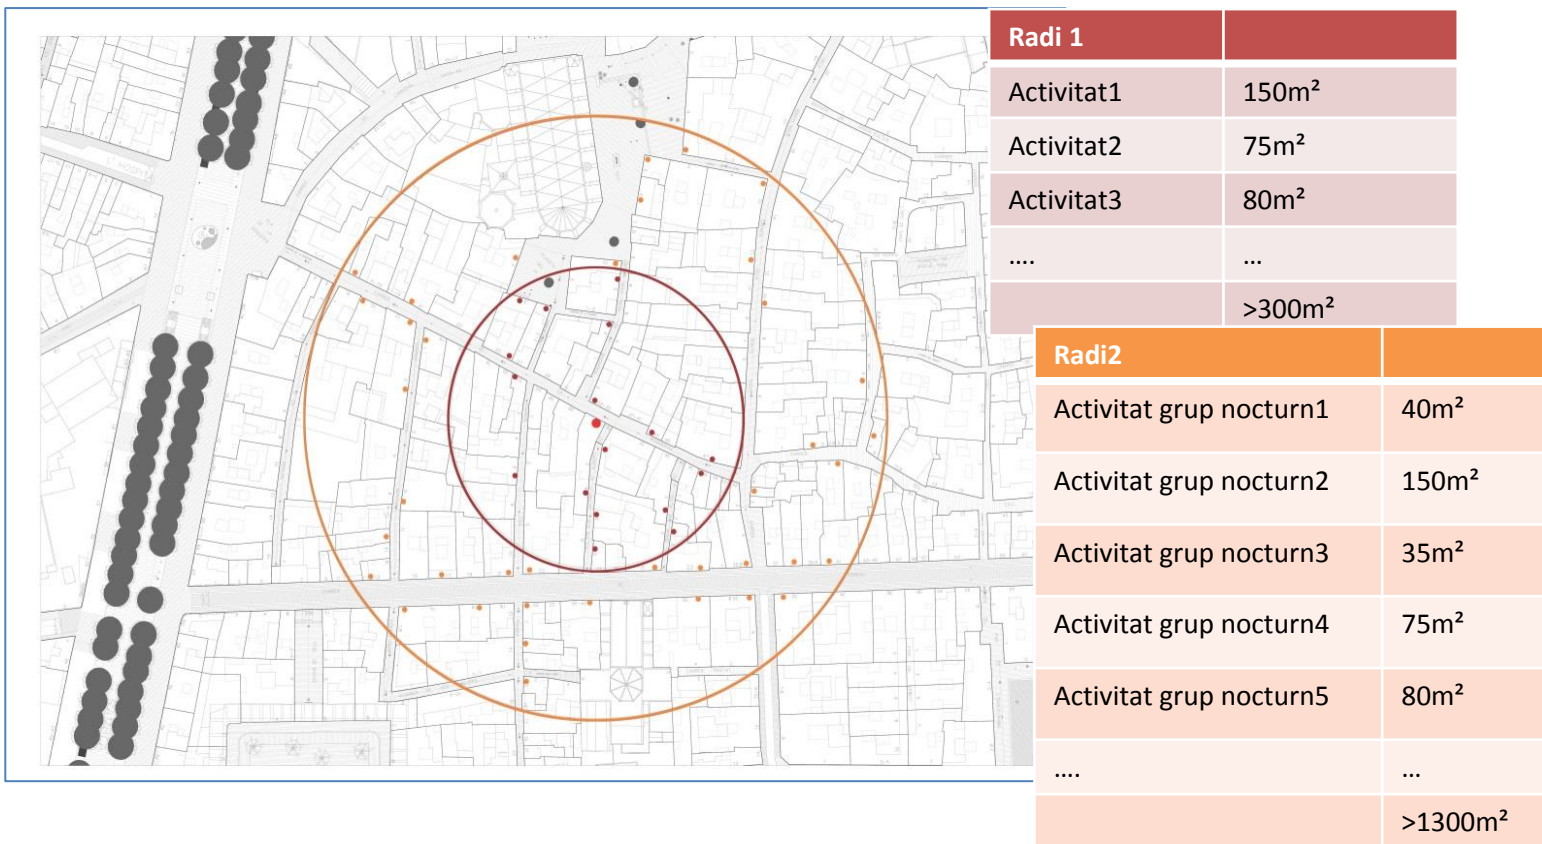 Radi 1
Activitat1 150m²
Activitat2 75m²
Activitat3 80m²
.... ...
>300m²
Radi2
Activitat grup nocturn1 40m²
Activitat grup nocturn2 150m²
Activitat grup nocturn3 35m²
Activitat grup nocturn4 75m²
Activitat grup nocturn5 80m²
.... ...
>1300m²